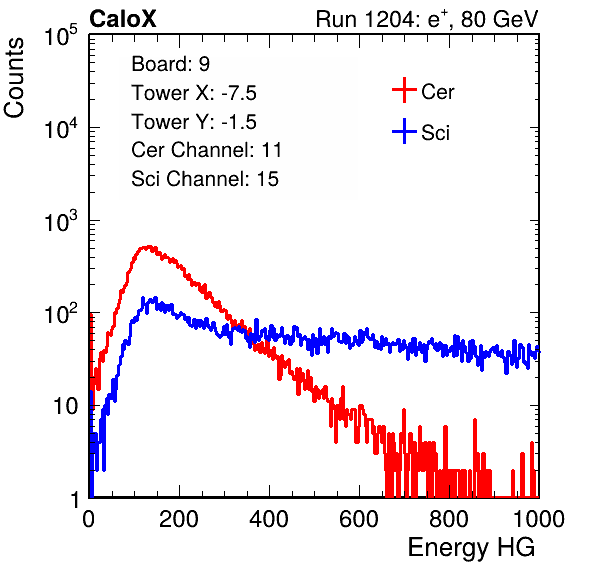 CaloX Run 1204: e⁺, 80 GeV
Counts
Board: 9
Tower X: -7.5
Tower Y: -1.5
Cer Channel: 11
Sci Channel: 15
Cer
Sci
10⁵
10⁴
10³
10²
10
1
0 200 400 600 800 1000
Energy HG